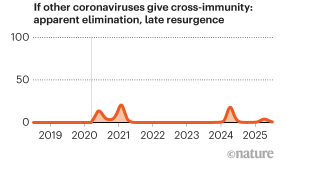 If other coronaviruses give cross-immunity:
apparent elimination, late resurgence
100
50
0
2019 2020 2021 2022 2023 2024 2025
©nature